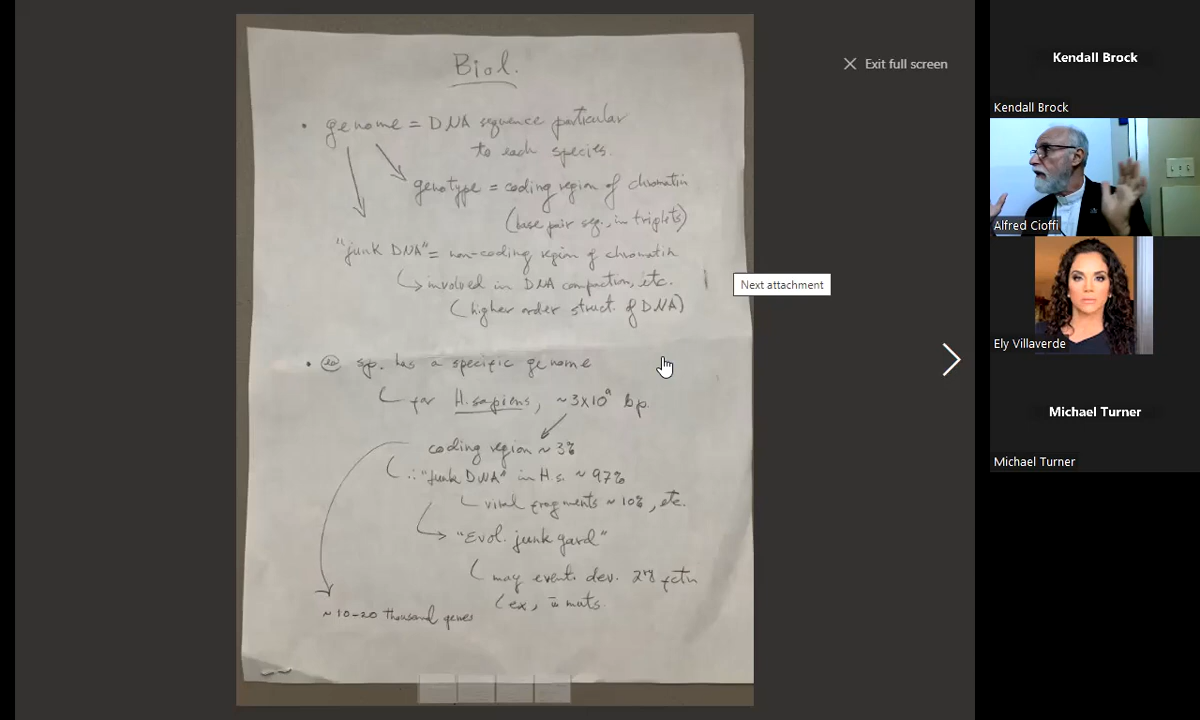 Biol.
• genome = DNA sequence particular
to each species.
genotype = coding region of chromatin
(base pair seq., in triplets)
"junk DNA" = non-coding region of chromatin
involved in DNA compaction, etc.
(higher order struct. of DNA)
• ea sp. has a specific genome
for H. sapiens, ~3x10⁹ bp.
coding region ~ 3%
∴ "junk DNA" in H.s. ~ 97%
viral fragments ~ 10%, etc.
"Evol. junk yard"
may event. dev. 2ry fctn
(ex, in muts.
~ 10-20 thousand genes
Exit full screen
Next attachment
Kendall Brock
Kendall Brock
Alfred Cioffi
Ely Villaverde
Michael Turner
Michael Turner